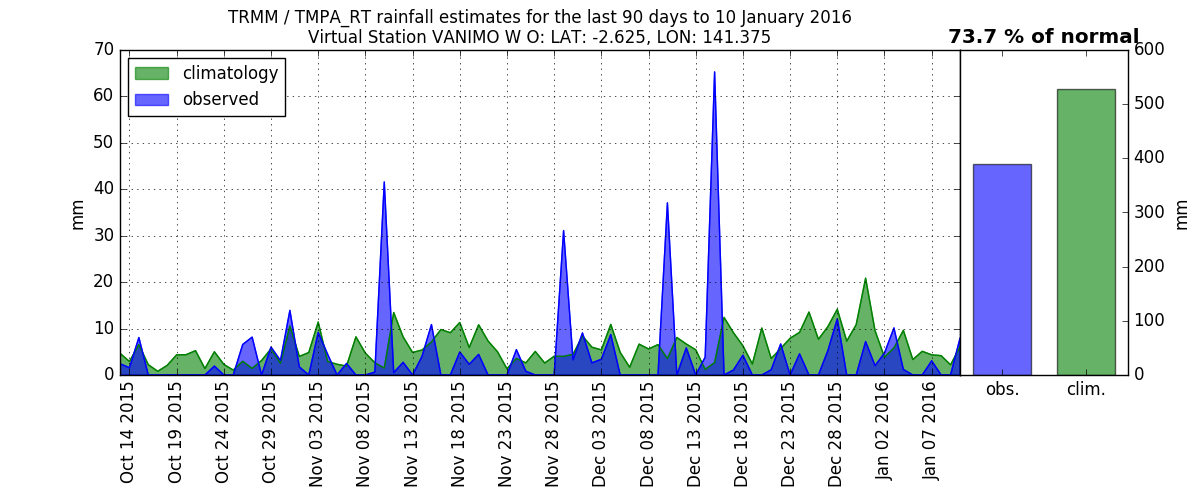 TRMM / TMPA_RT rainfall estimates for the last 90 days to 10 January 2016
Virtual Station VANIMO W O: LAT: -2.625, LON: 141.375
73.7 % of normal
climatology
observed
mm
70
60
50
40
30
20
10
0
Oct 14 2015
Oct 19 2015
Oct 24 2015
Oct 29 2015
Nov 03 2015
Nov 08 2015
Nov 13 2015
Nov 18 2015
Nov 23 2015
Nov 28 2015
Dec 03 2015
Dec 08 2015
Dec 13 2015
Dec 18 2015
Dec 23 2015
Dec 28 2015
Jan 02 2016
Jan 07 2016
600
500
400
300
200
100
0
mm
obs.
clim.